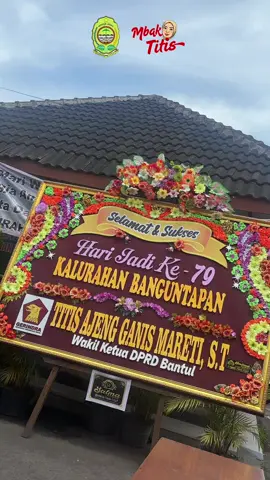 Mbak
Titis
Selamat & Sukses
Hari Jadi Ke - 79
KALURAHAN BANGUNTAPAN
TITIS AJENG GANIS MARETI, S.T
Wakil Ketua DPRD Bantul
GERINDRA